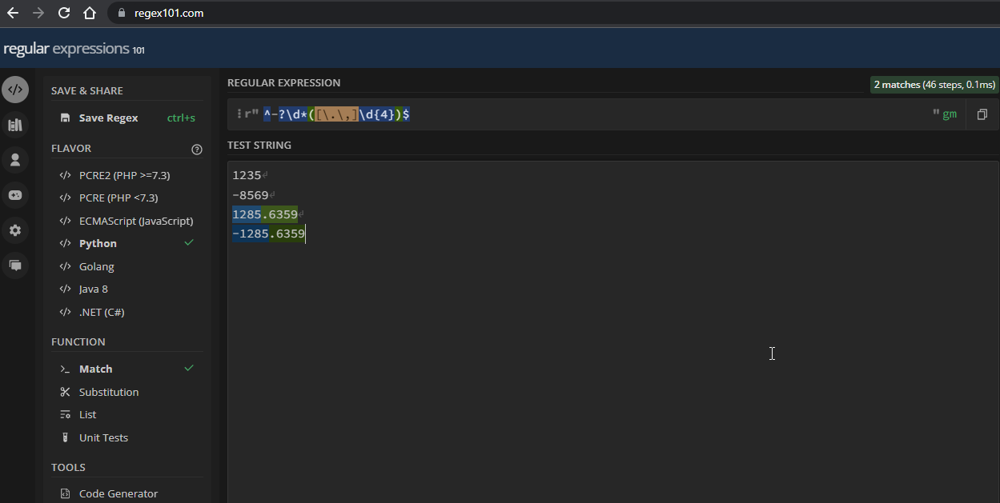 regex101.com
regular expressions 101
SAVE & SHARE
Save Regex ctrl+s
FLAVOR
PCRE2 (PHP >=7.3)
PCRE (PHP <7.3)
ECMAScript (JavaScript)
Python
Golang
Java 8
.NET (C#)
FUNCTION
Match
Substitution
List
Unit Tests
TOOLS
Code Generator
REGULAR EXPRESSION
2 matches (46 steps, 0.1ms)
r" ^-?\d*([\.\,]\d{4})$ " gm
TEST STRING
1235
-8569
1285.6359
-1285.6359